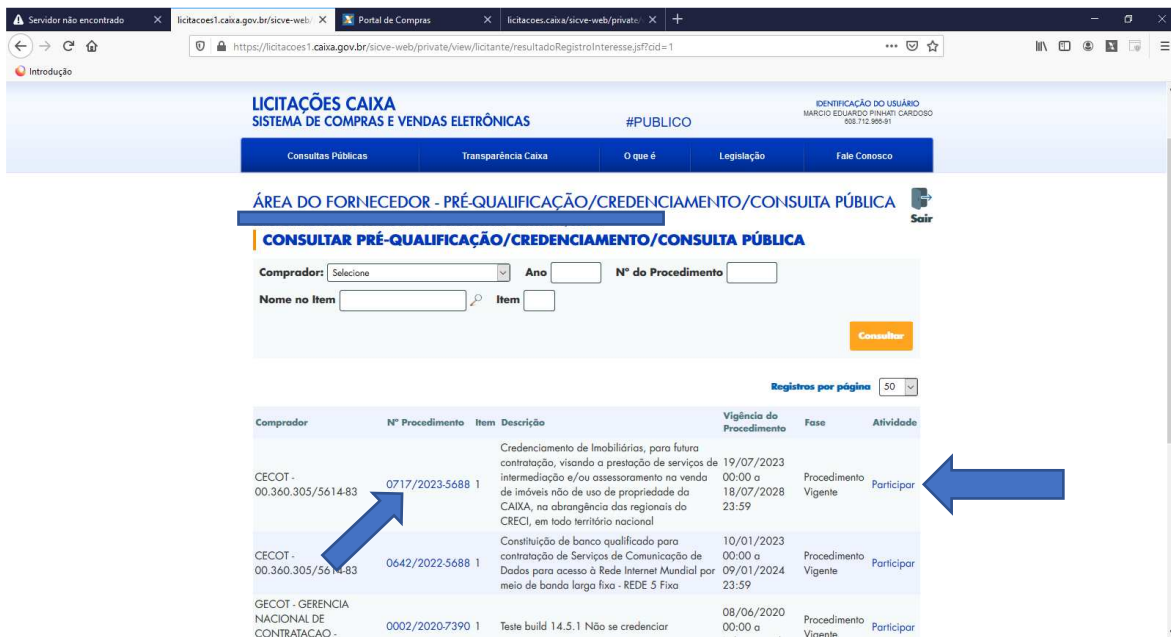 Servidor não encontrado
licitacoes1.caixa.gov.br/sicve-web/
Portal de Compras
licitacoes.caixa/sicve-web/private/
https://licitacoes1.caixa.gov.br/sicve-web/private/view/licitante/resultadoRegistroInteresse.jsf?cid=1
Introdução
LICITAÇÕES CAIXA
SISTEMA DE COMPRAS E VENDAS ELETRÔNICAS
#PUBLICO
IDENTIFICAÇÃO DO USUÁRIO
MARCIO EDUARDO PINHATI CARDOSO
608.712.966-91
Consultas Públicas Transparência Caixa O que é Legislação Fale Conosco
ÁREA DO FORNECEDOR - PRÉ-QUALIFICAÇÃO/CREDENCIAMENTO/CONSULTA PÚBLICA
Sair
CONSULTAR PRÉ-QUALIFICAÇÃO/CREDENCIAMENTO/CONSULTA PÚBLICA
Comprador: Selecione Ano Nº do Procedimento
Nome no Item Item
Consultar
Registros por página 50
Comprador Nº Procedimento Item Descrição Vigência do Procedimento Fase Atividade
CECOT -
00.360.305/5614-83
0717/2023-5688 1
Credenciamento de Imobiliárias, para futura
contratação, visando a prestação de serviços de
intermediação e/ou assessoramento na venda
de imóveis não de uso de propriedade da
CAIXA, na abrangência das regionais do
CRECI, em todo território nacional
19/07/2023
00:00 a
18/07/2028
23:59
Procedimento
Vigente
Participar
CECOT -
00.360.305/5614-83
0642/2022-5688 1
Constituição de banco qualificado para
contratação de Serviços de Comunicação de
Dados para acesso à Rede Internet Mundial por
meio de banda larga fixa - REDE 5 Fixa
10/01/2023
00:00 a
09/01/2024
23:59
Procedimento
Vigente
Participar
GECOT - GERENCIA
NACIONAL DE
CONTRATACAO -
0002/2020-7390 1
Teste build 14.5.1 Não se credenciar
08/06/2020
00:00 a
Procedimento
Vigente
Participar